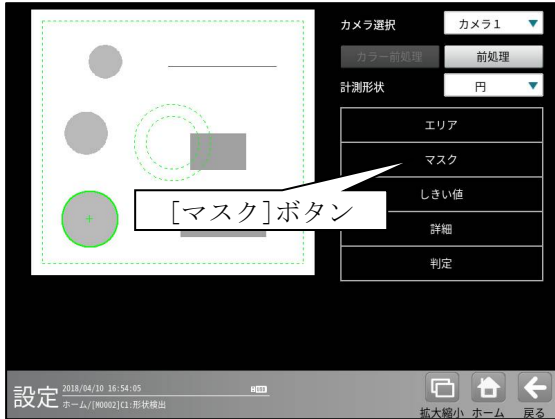 カメラ選択
カメラ1
カラー前処理
前処理
計測形状
円
エリア
マスク
[マスク]ボタン
しきい値
詳細
判定
設定
2018/04/10 16:54:05
ホーム/[M0002]C1:形状検出
拡大縮小
ホーム
戻る